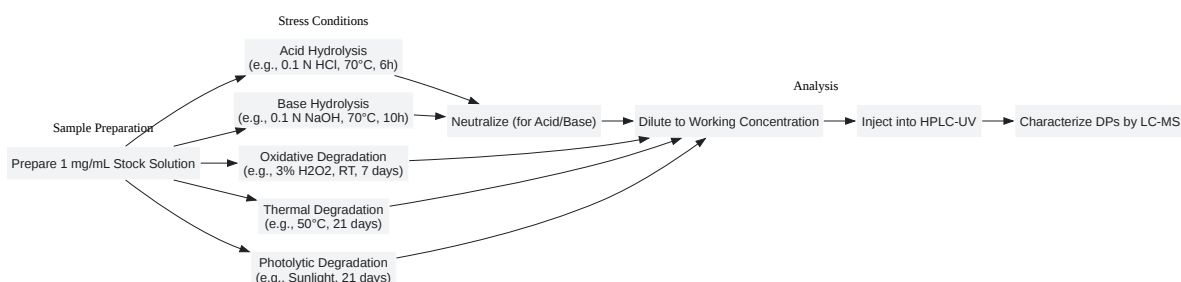 Stress Conditions
Acid Hydrolysis
(e.g., 0.1 N HCl, 70°C, 6h)
Analysis
Base Hydrolysis
(e.g., 0.1 N NaOH, 70°C, 10h)
Sample Preparation
Neutralize (for Acid/Base)
Dilute to Working Concentration
Inject into HPLC-UV
Characterize DPs by LC-MS
Prepare 1 mg/mL Stock Solution
Oxidative Degradation
(e.g., 3% H2O2, RT, 7 days)
Thermal Degradation
(e.g., 50°C, 21 days)
Photolytic Degradation
(e.g., Sunlight, 21 days)